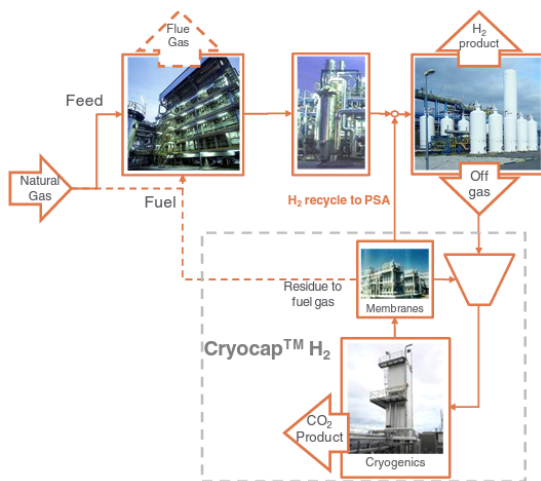 Flue
Gas
H2
product
Feed
Natural
Gas
Fuel
H2 recycle to PSA
Off
gas
Residue to
fuel gas
Membranes
Cryocap™ H2
CO2
Product
Cryogenics